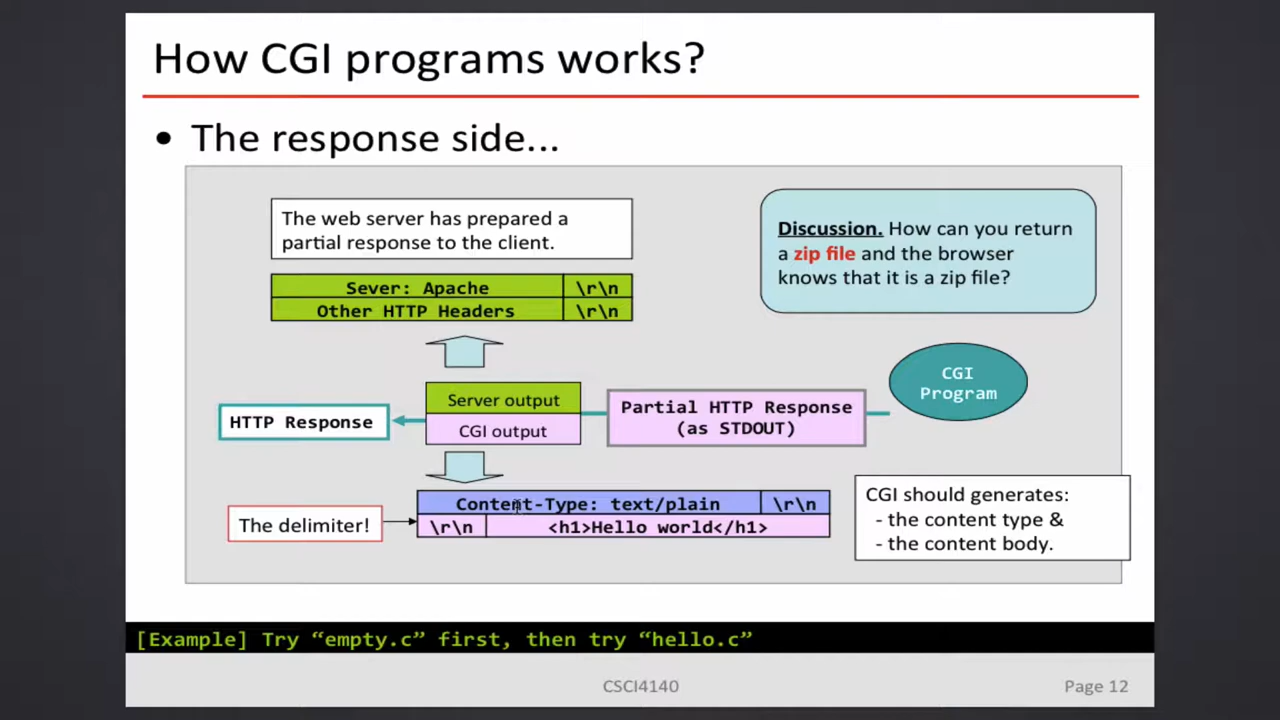 How CGI programs works?
• The response side...
The web server has prepared a
partial response to the client.
Discussion. How can you return
a zip file and the browser
knows that it is a zip file?
Sever: Apache \r\n
Other HTTP Headers \r\n
CGI
Program
Server output
CGI output
HTTP Response
Partial HTTP Response
(as STDOUT)
Content-Type: text/plain \r\n
\r\n <h1>Hello world</h1>
The delimiter!
CGI should generates:
- the content type &
- the content body.
[Example] Try “empty.c” first, then try “hello.c”
CSCI4140
Page 12